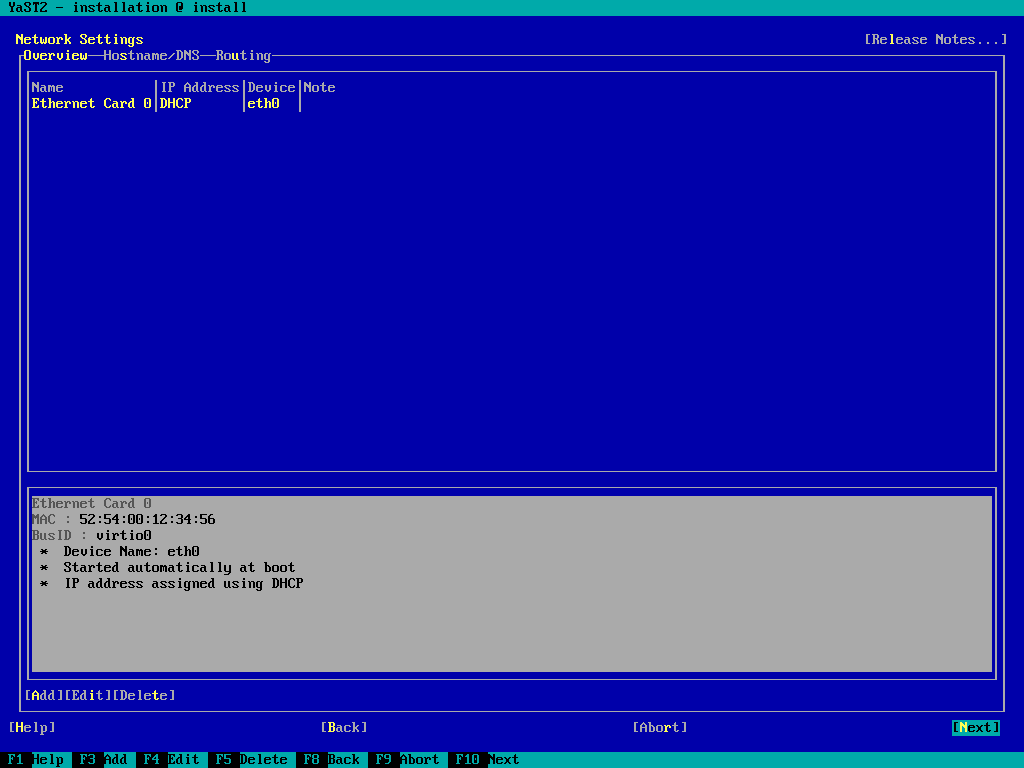 YaST2 - installation @ install
Network Settings [Release Notes...]
Overview Hostname/DNS Routing
Name IP Address Device Note
Ethernet Card 0 DHCP eth0
Ethernet Card 0
MAC : 52:54:00:12:34:56
BusID : virtio0
* Device Name: eth0
* Started automatically at boot
* IP address assigned using DHCP
[Add][Edit][Delete]
[Help] [Back] [Abort] [Next]
F1 Help F3 Add F4 Edit F5 Delete F8 Back F9 Abort F10 Next